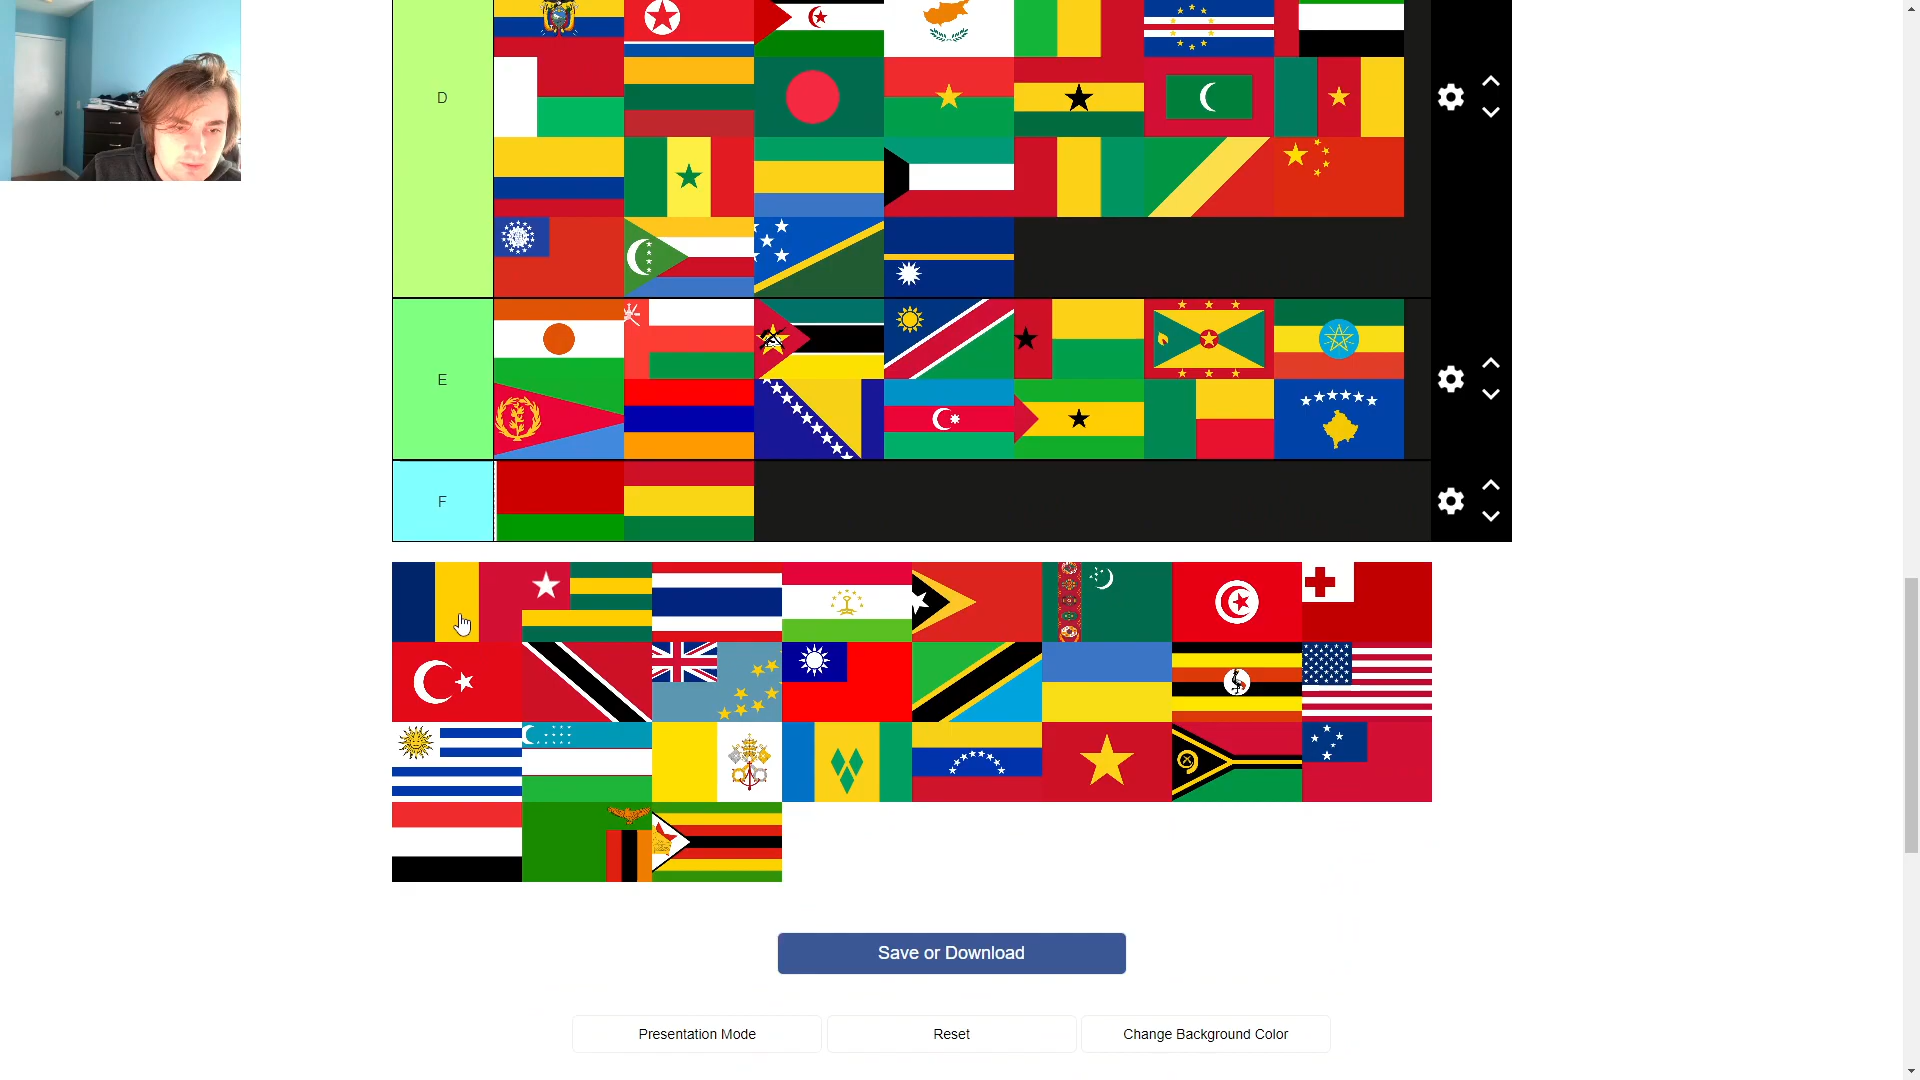 D
E
F
Save or Download
Presentation Mode
Reset
Change Background Color